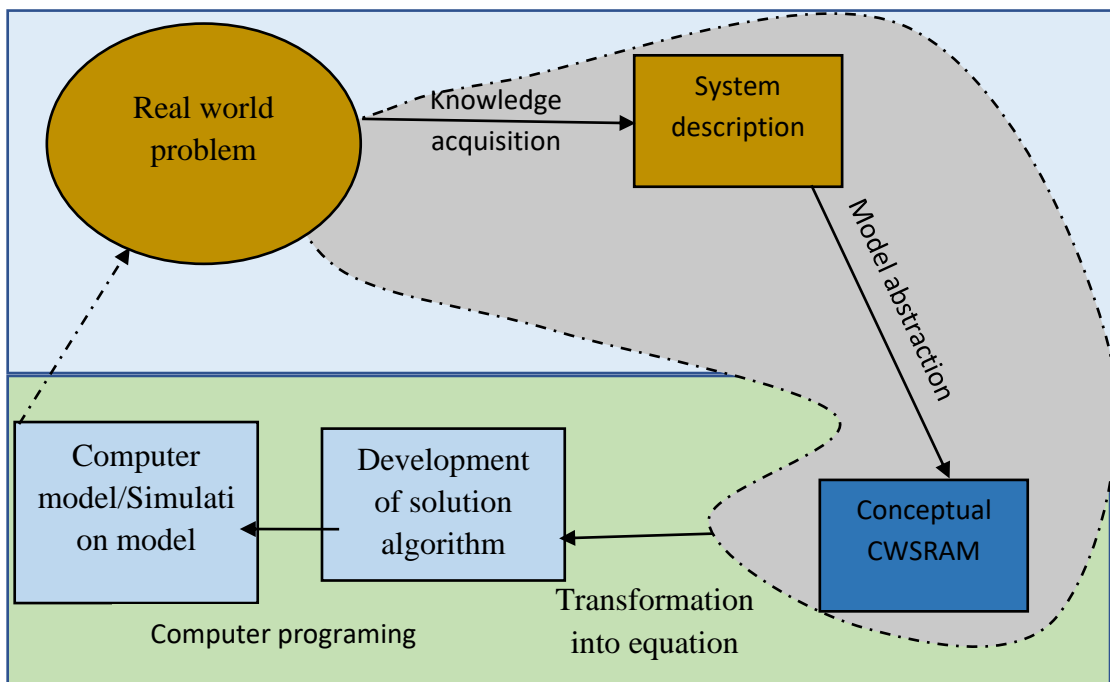 Real world
problem
Knowledge
acquisition
System
description
Model abstraction
Conceptual
CWSRAM
Transformation
into equation
Development
of solution
algorithm
Computer
model/Simulati
on model
Computer programing